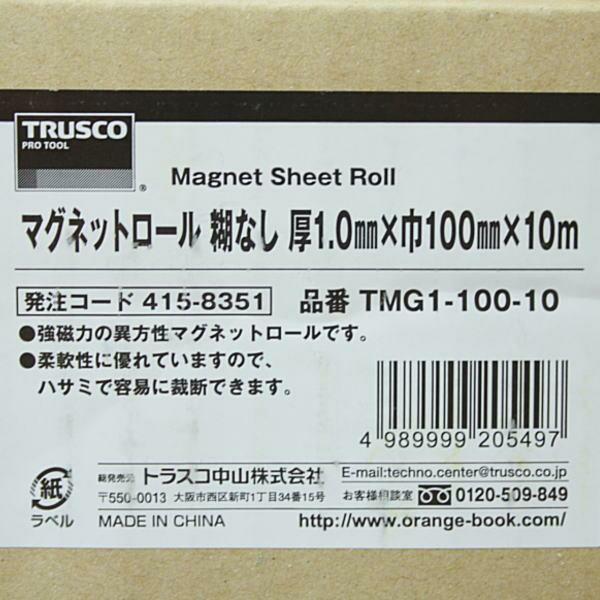 TRUSCO
PRO TOOL
®
Magnet Sheet Roll
マグネットロール 糊なし 厚1.0㎜×巾100㎜×10m
発注コード 415-8351 品番 TMG1-100-10
●強磁力の異方性マグネットロールです。
●柔軟性に優れていますので、
ハサミで容易に裁断できます。
4 989999 205497
紙
ラベル
総発売元 トラスコ中山株式会社
〒550-0013 大阪市西区新町1丁目34番15号
MADE IN CHINA
E-mail:techno.center@trusco.co.jp
お客様相談室 0120-509-849
http://www.orange-book.com/